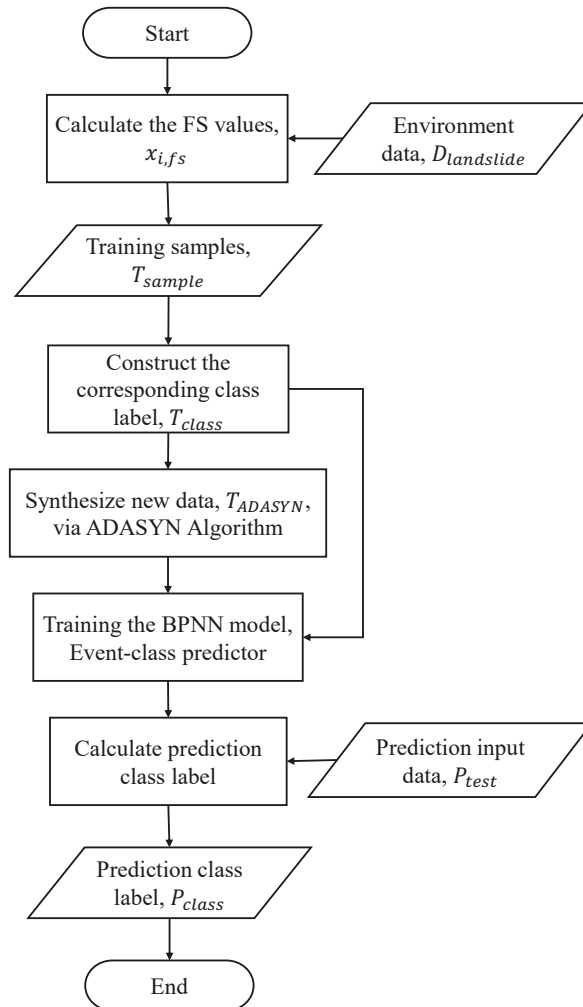 Start
Calculate the FS values,
x_{i,fs}
Environment
data, D_{landslide}
Training samples,
T_{sample}
Construct the
corresponding class
label, T_{class}
Synthesize new data, T_{ADASYN},
via ADASYN Algorithm
Training the BPNN model,
Event-class predictor
Calculate prediction
class label
Prediction input
data, P_{test}
Prediction class
label, P_{class}
End